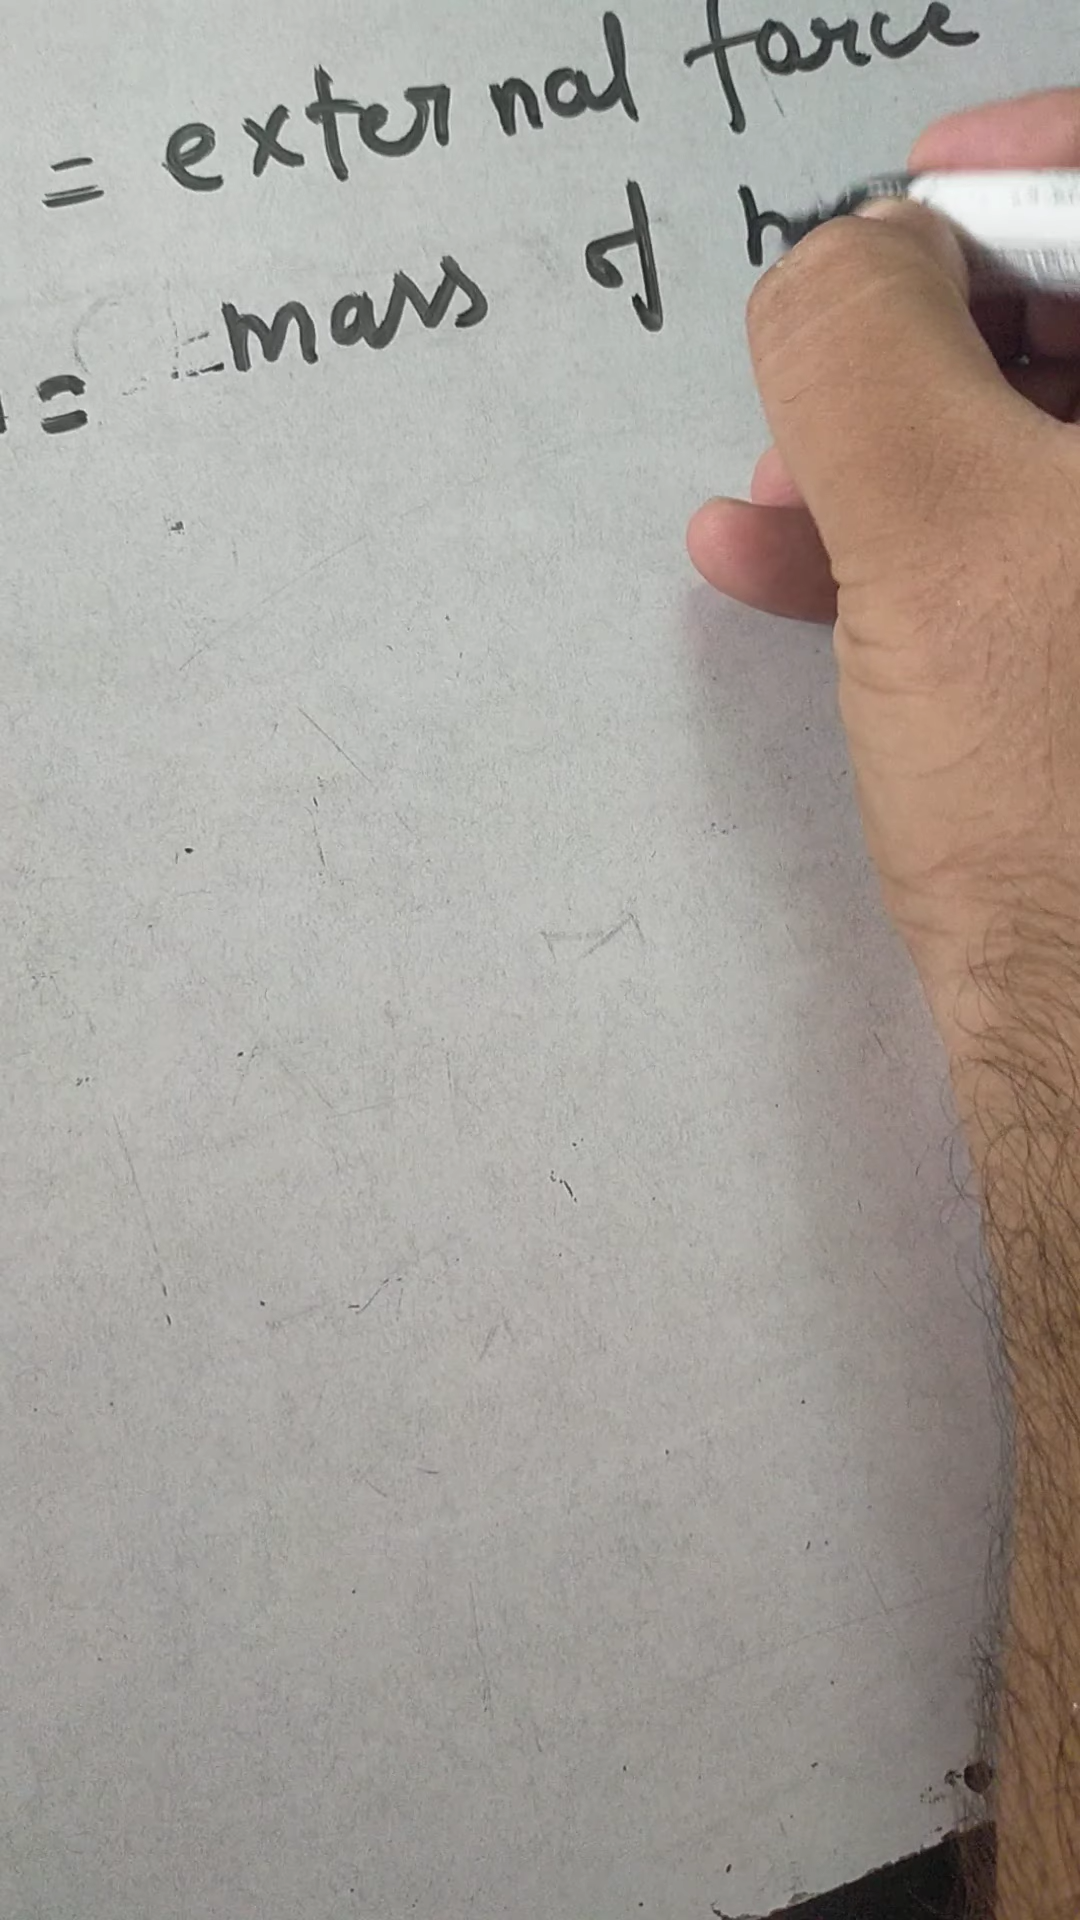 = external force
= mass of